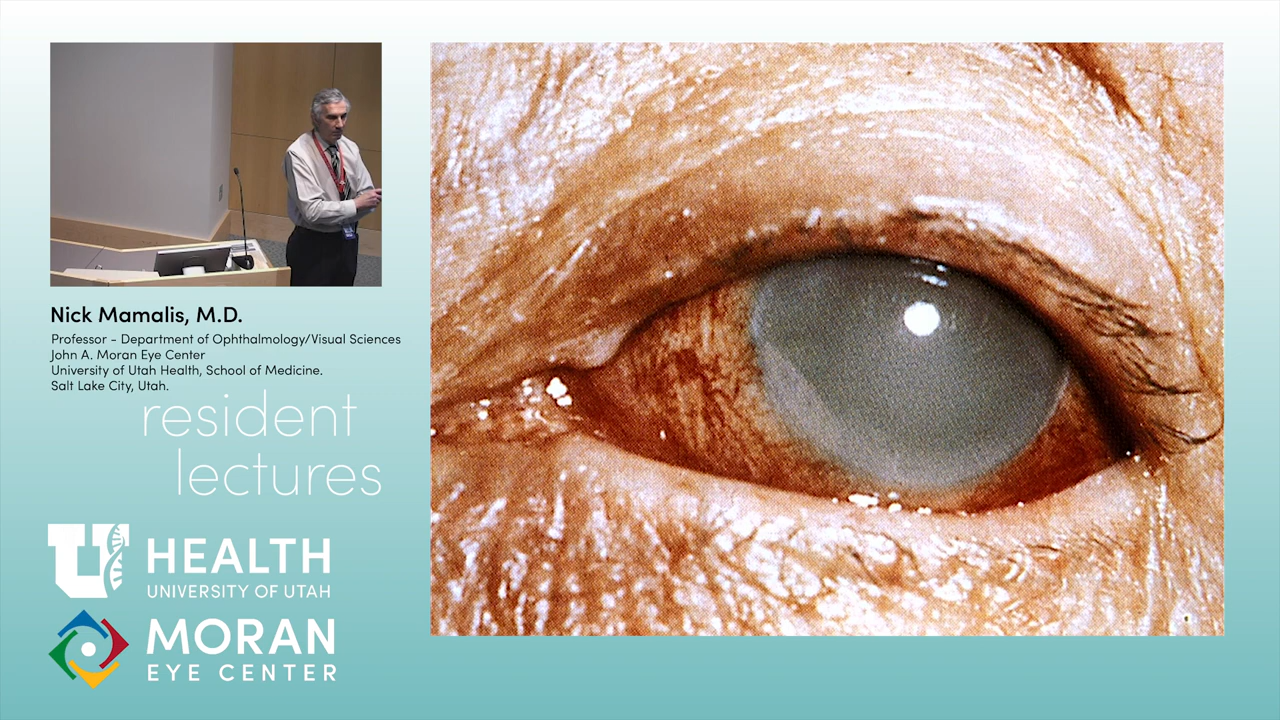 Nick Mamalis, M.D.
Professor - Department of Ophthalmology/Visual Sciences
John A. Moran Eye Center
University of Utah Health, School of Medicine.
Salt Lake City, Utah.
resident
lectures
U HEALTH
UNIVERSITY OF UTAH
MORAN
EYE CENTER